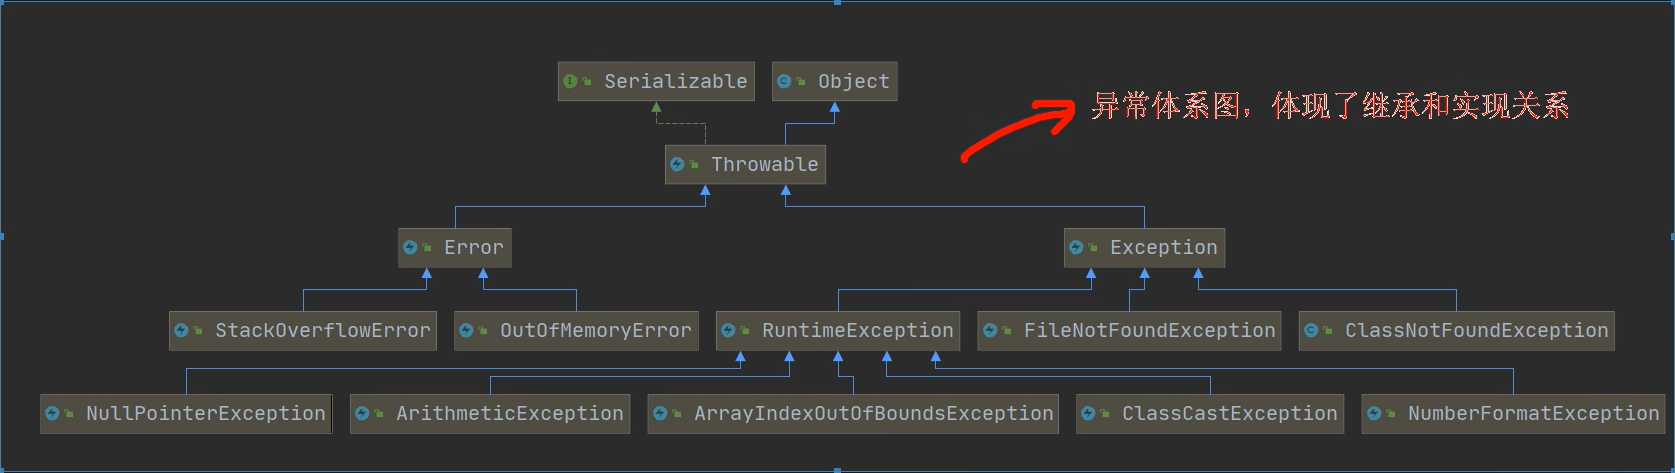 Serializable
Object
异常体系图，体现了继承和实现关系
Throwable
Error
Exception
StackOverflowError
OutOfMemoryError
RuntimeException
FileNotFoundException
ClassNotFoundException
NullPointerException
ArithmeticException
ArrayIndexOutOfBoundsException
ClassCastException
NumberFormatException